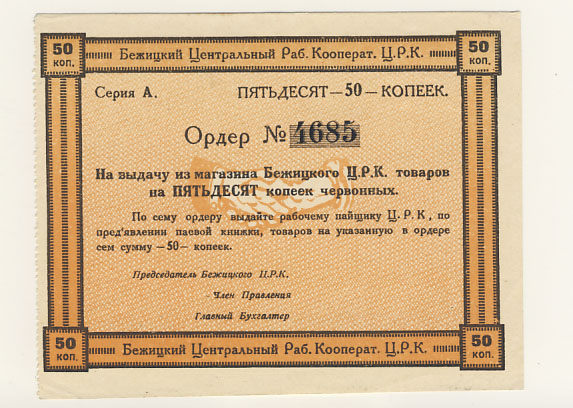 50 КОП.
Бежицкий Центральный Раб. Кооперат. Ц.Р.К.
50 КОП.
Серия А. ПЯТЬДЕСЯТ—50—КОПЕЕК.
Ордер № 4685
На выдачу из магазина Бежицкого Ц.Р.К. товаров
на ПЯТЬДЕСЯТ копеек червонных.
По сему ордеру выдайте рабочему пайщику Ц.Р.К, по
пред'явлении паевой книжки, товаров на указанную в ордере
сем сумму —50— копеек.
Председатель Бежицкого Ц.Р.К.
Член Правления
Главный Бухгалтер
50 КОП.
Бежицкий Центральный Раб. Кооперат. Ц.Р.К.
50 КОП.